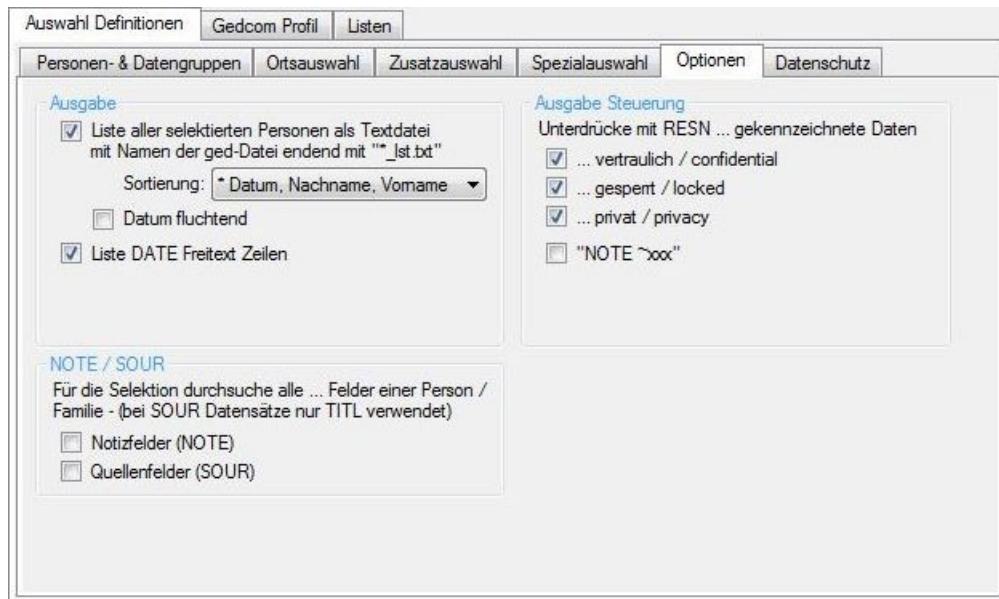 Auswahl Definitionen Gedcom Profil Listen
Personen- & Datengruppen Ortsauswahl Zusatzauswahl Spezialauswahl Optionen Datenschutz
Ausgabe
Liste aller selektierten Personen als Textdatei
mit Namen der ged-Datei endend mit "*_lst.txt"
Sortierung: * Datum, Nachname, Vorname
Datum fluchtend
Liste DATE Freitext Zeilen
Ausgabe Steuerung
Unterdrücke mit RESN ... gekennzeichnete Daten
... vertraulich / confidential
... gesperrt / locked
... privat / privacy
"NOTE ~xxx"
NOTE / SOUR
Für die Selektion durchsuche alle ... Felder einer Person /
Familie - (bei SOUR Datensätze nur TITL verwendet)
Notizfelder (NOTE)
Quellenfelder (SOUR)